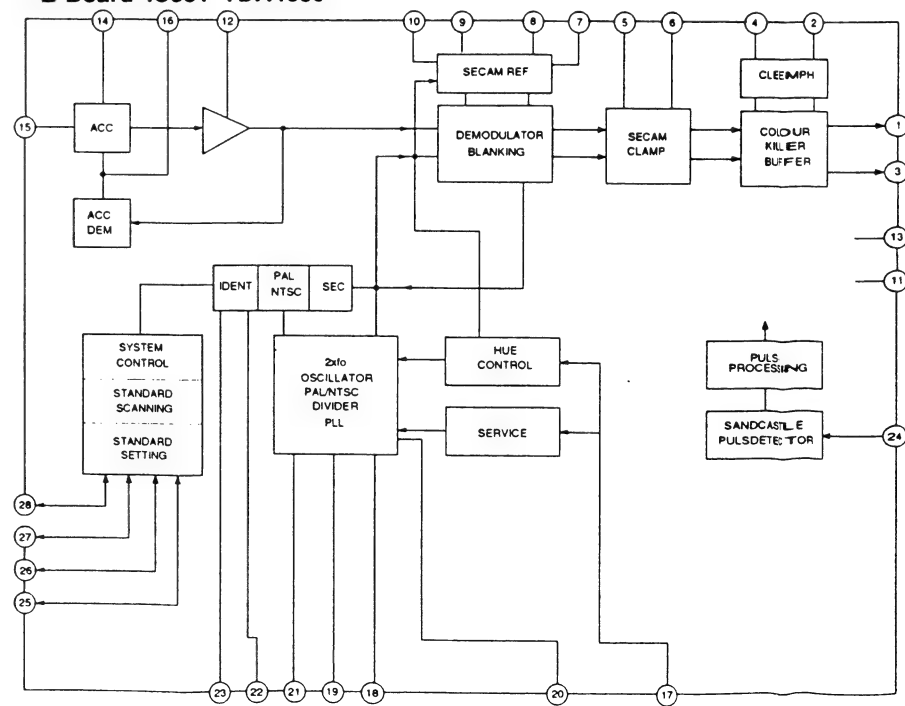 Board
14 16 12 10 9 8 7 5 6 4 2
SECAM REF
CLEEMPH
15
ACC
DEMODULATOR
BLANKING
SECAM
CLAMP
COLOUR
KILLER
BUFFER
1
3
ACC
DEM
13
11
IDENT
PAL
NTSC
SEC
SYSTEM
CONTROL
STANDARD
SCANNING
STANDARD
SETTING
2xfo
OSCILLATOR
PAL/NTSC
DIVIDER
PLL
HUE
CONTROL
SERVICE
PULS
PROCESSING
SANDCASTLE
PULSDETECTOR
24
28
27
26
25
23 22 21 19 18 20 17